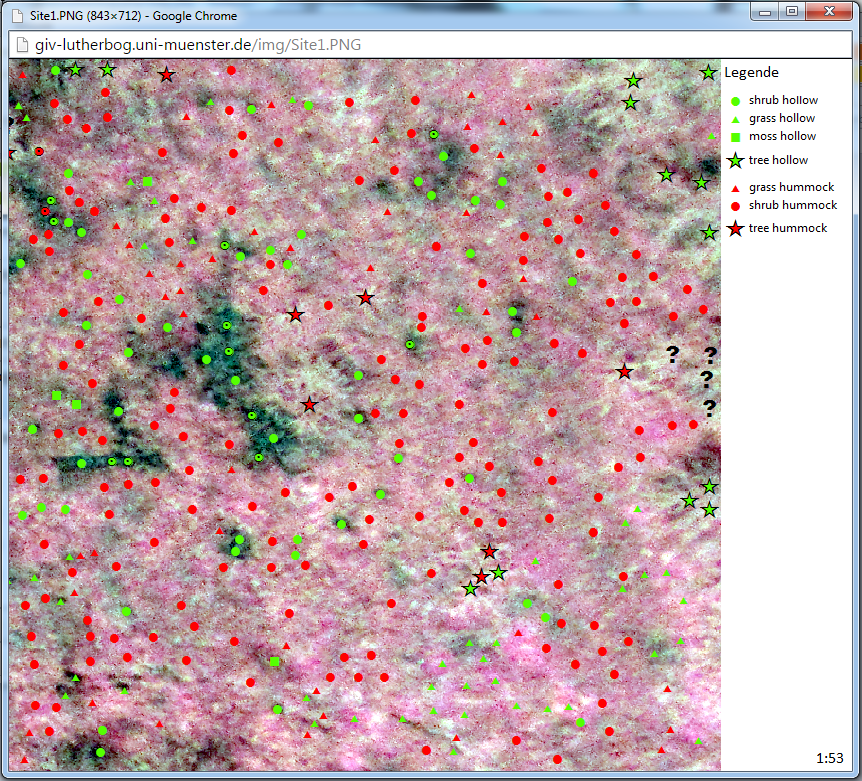 Site1.PNG (843×712) - Google Chrome
giv-lutherbog.uni-muenster.de/img/Site1.PNG
Legende
shrub hollow
grass hollow
moss hollow
tree hollow
grass hummock
shrub hummock
tree hummock
? ?
?
?
1:53